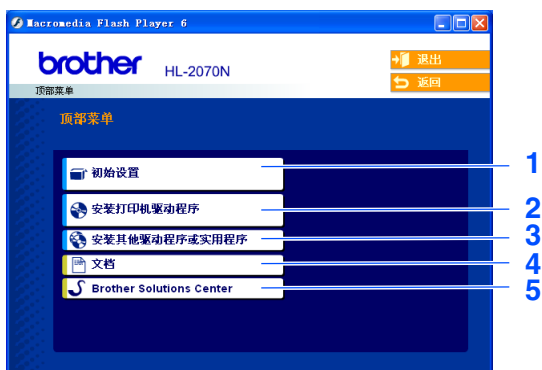 Macromedia Flash Player 6
brother HL-2070N
退出
返回
顶部菜单
顶部菜单
初始设置 1
安装打印机驱动程序 2
安装其他驱动程序或实用程序 3
文档 4
Brother Solutions Center 5